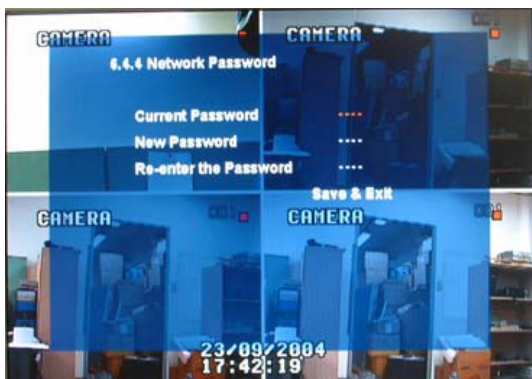 CAMERA
CAMERA
6.4.4 Network Password
Current Password ----
New Password ----
Re-enter the Password ----
Save & Exit
CAMERA
CAMERA
23/09/2004
17:42:19